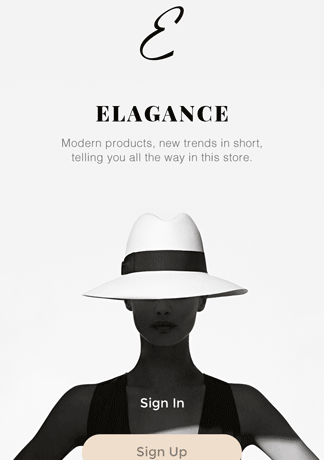 E
ELAGANCE
Modern products, new trends in short,
telling you all the way in this store.
Sign In
Sign Up